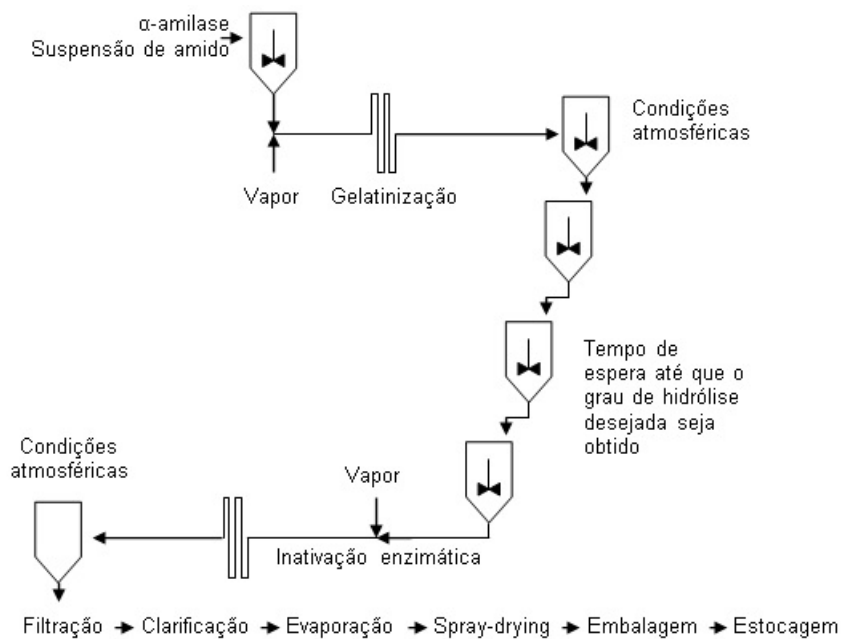 α-amilase
Suspensão de amido
Condições
atmosféricas
Vapor
Gelatinização
Tempo de
espera até que o
grau de hidrólise
desejada seja
obtido
Condições
atmosféricas
Vapor
Inativação enzimática
Filtração Clarificação Evaporação Spray-drying Embalagem Estocagem